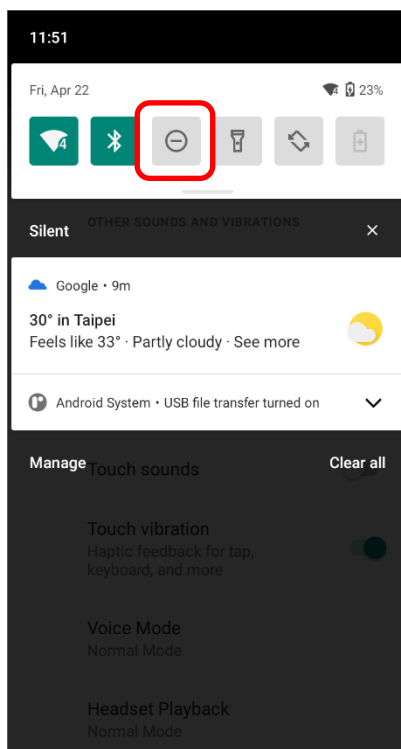 11:51
Fri, Apr 22
4 23%
4
OTHER SOUNDS AND VIBRATIONS
Silent
Google • 9m
30° in Taipei
Feels like 33° · Partly cloudy · See more
Android System • USB file transfer turned on
Manage
Clear all
Touch sounds
Touch vibration
Haptic feedback for tap,
keyboard, and more
Voice Mode
Normal Mode
Headset Playback
Normal Mode